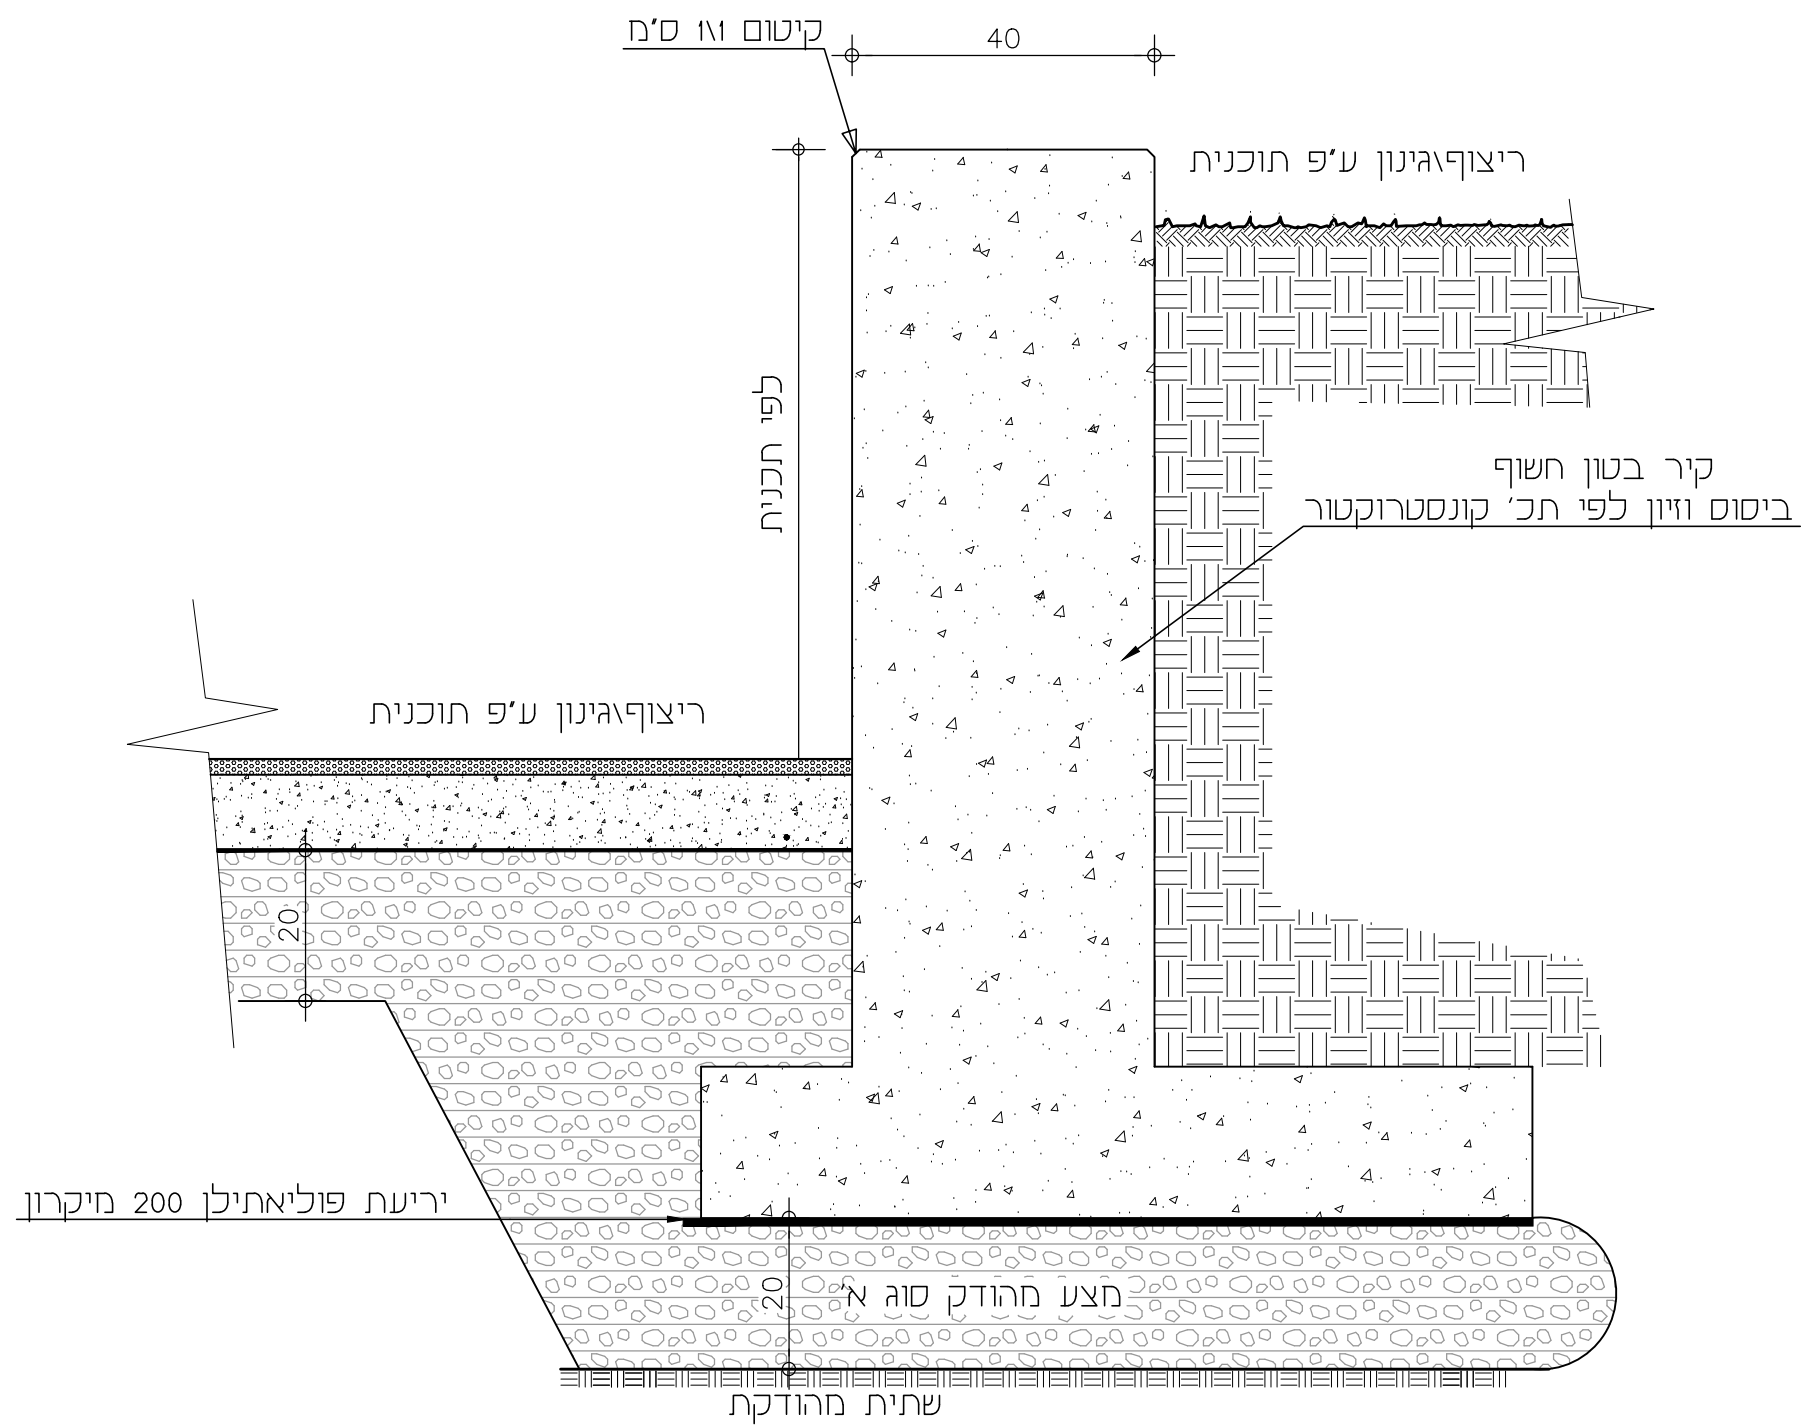 קיטום 1\1 ס"מ
40
ריצוף\גינון ע"פ תוכנית
לפי תכנית
קיר בטון חשוף
ביסוס וזיון לפי תכ' קונסטרוקטור
ריצוף\גינון ע"פ תוכנית
20
יריעת פוליאתילן 200 מיקרון
20
מצע מהודק סוג א'
שתית מהודקת